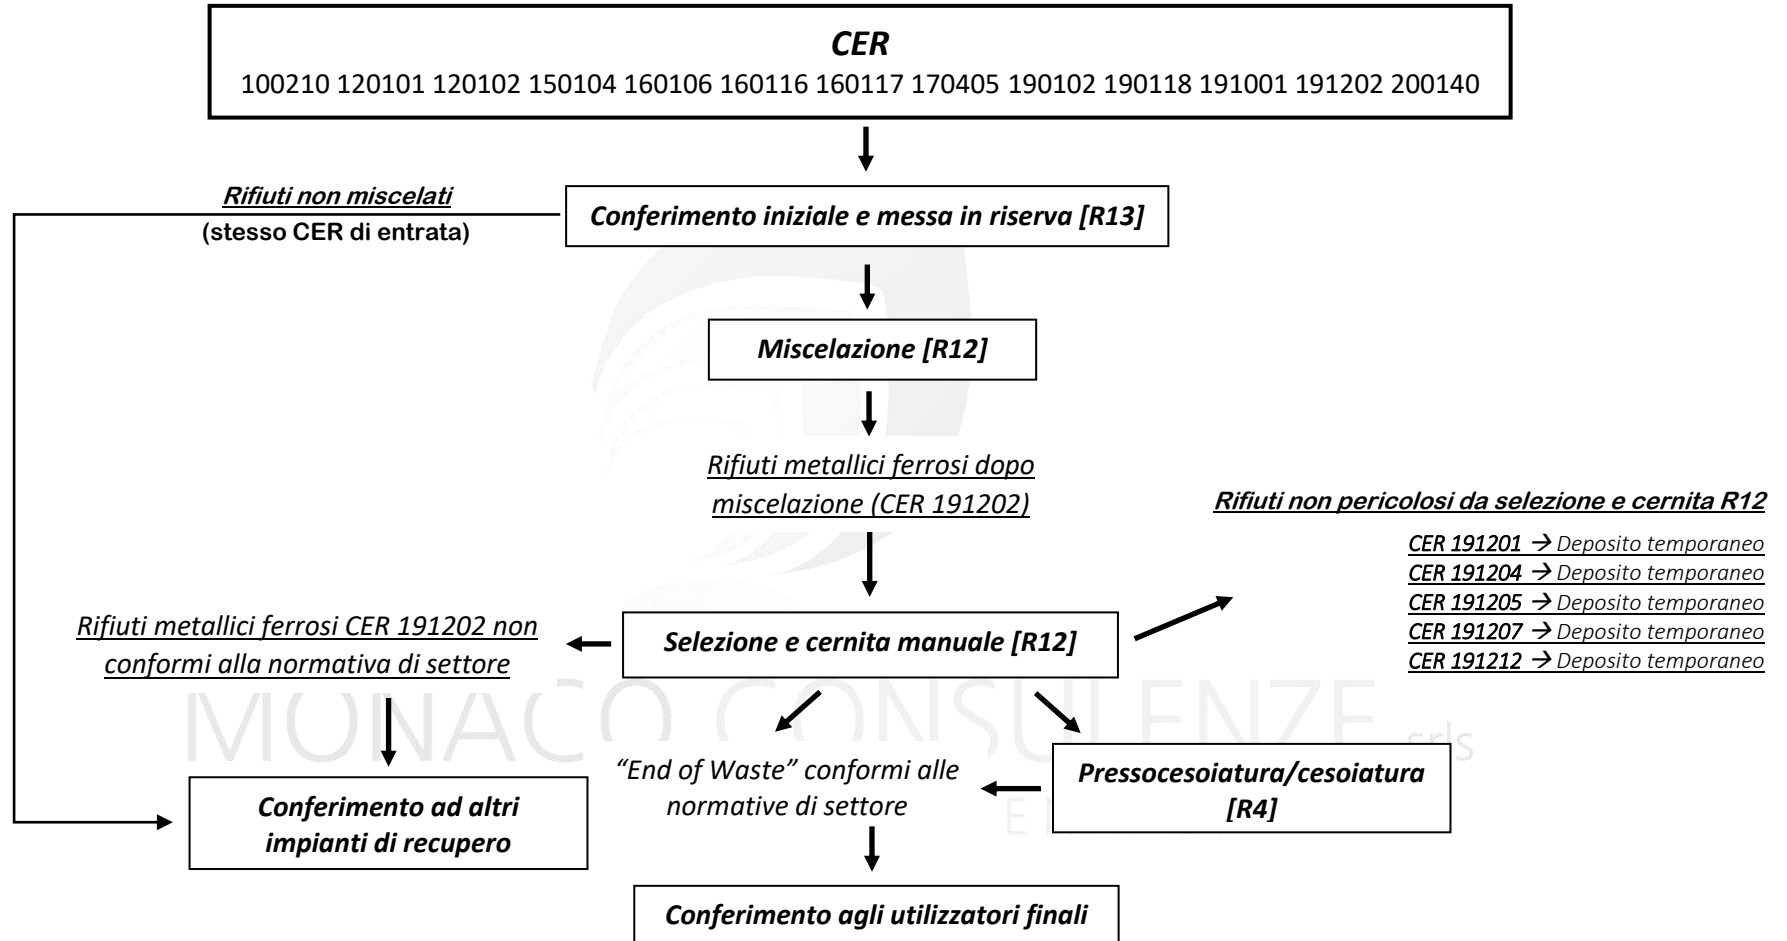 CER
100210 120101 120102 150104 160106 160116 160117 170405 190102 190118 191001 191202 200140
Rifiuti non miscelati
(stesso CER di entrata)
Conferimento iniziale e messa in riserva [R13]
Miscelazione [R12]
Rifiuti metallici ferrosi dopo
miscelazione (CER 191202)
Rifiuti non pericolosi da selezione e cernita R12
CER 191201 → Deposito temporaneo
CER 191204 → Deposito temporaneo
CER 191205 → Deposito temporaneo
CER 191207 → Deposito temporaneo
CER 191212 → Deposito temporaneo
Rifiuti metallici ferrosi CER 191202 non
conformi alla normativa di settore
Selezione e cernita manuale [R12]
MONACO CONSULENZE srls
“End of Waste” conformi alle
normative di settore
Pressocesoiatura/cesoiatura
[R4]
Conferimento ad altri
impianti di recupero
Conferimento agli utilizzatori finali